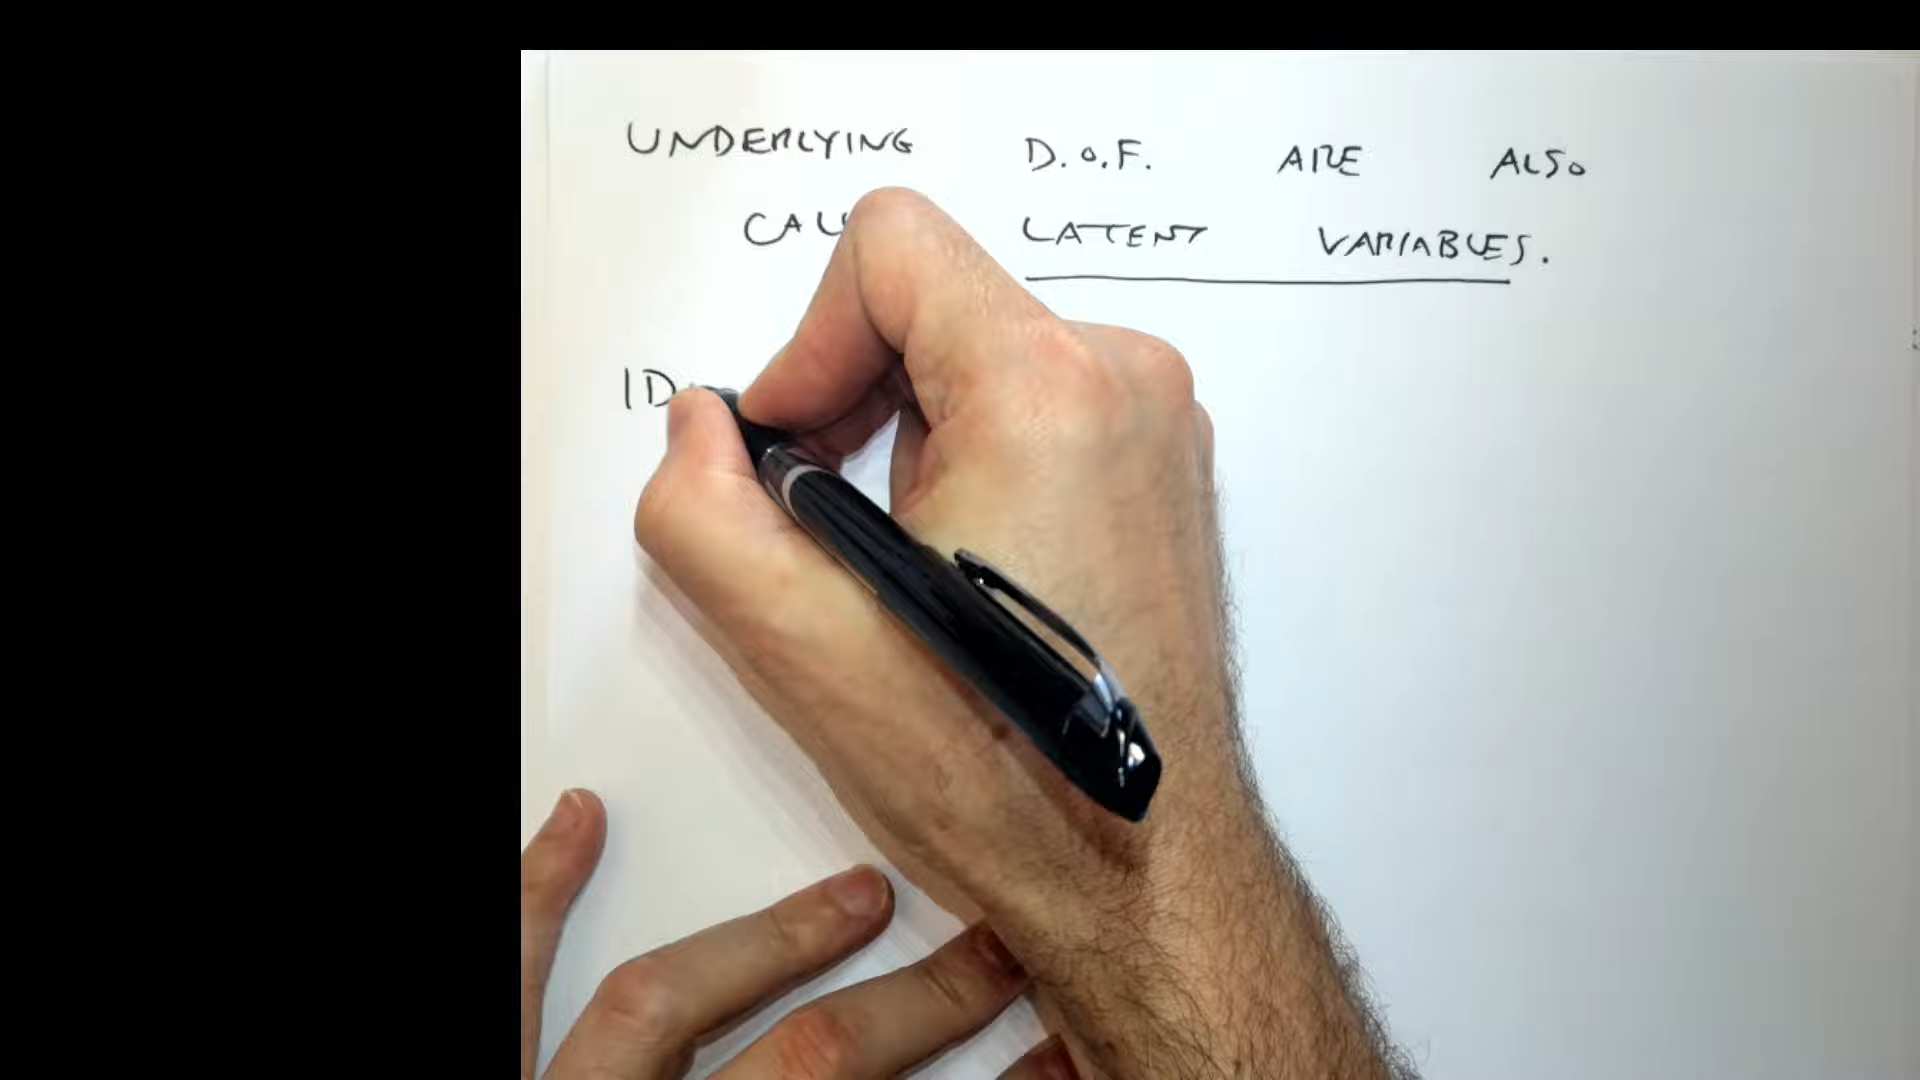 UNDERLYING D.O.F. ARE ALSO
LATENT VARIABLES.